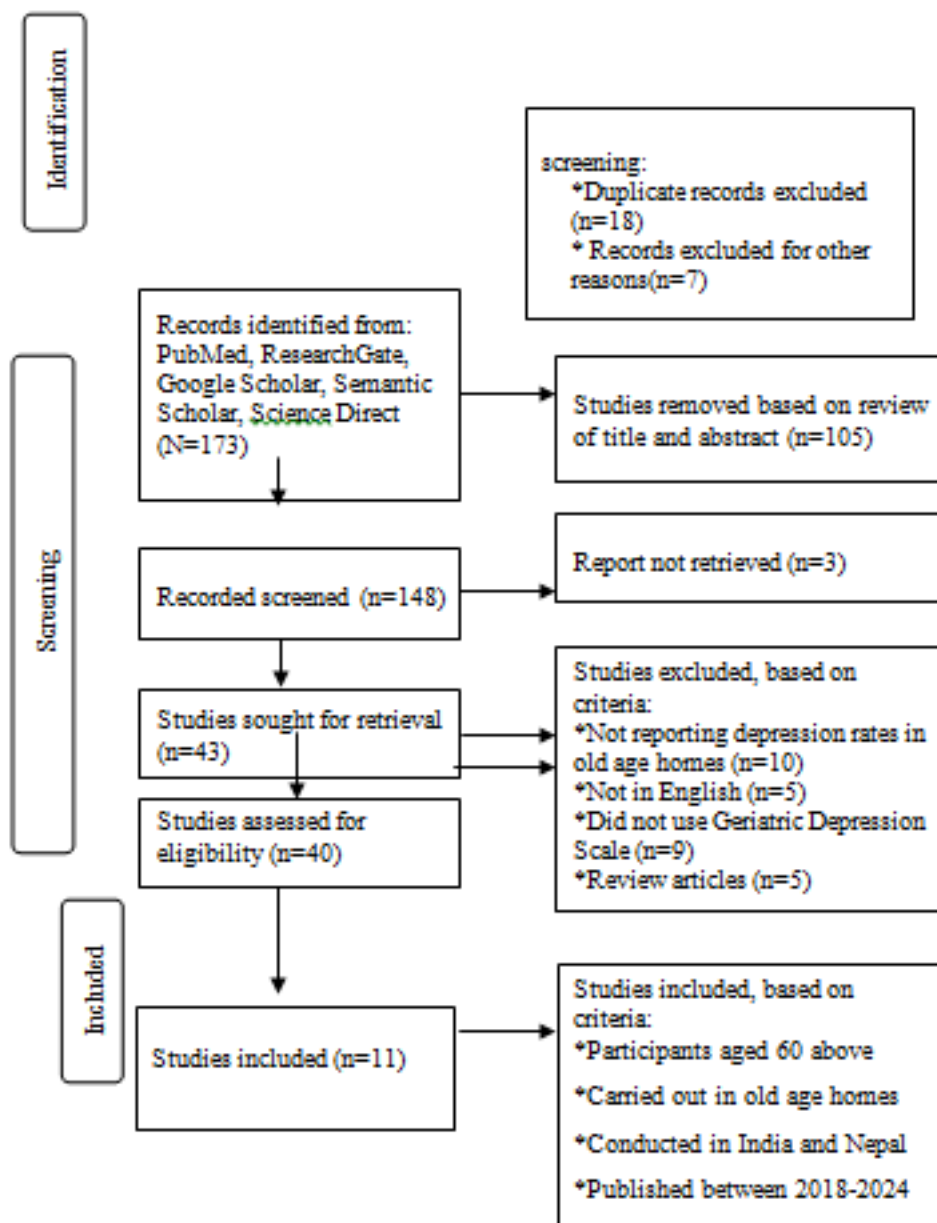 Identification
screening:
*Duplicate records excluded
(n=18)
* Records excluded for other
reasons(n=7)
Records identified from:
PubMed, ResearchGate,
Google Scholar, Semantic
Scholar, Science Direct
(N=173)
Studies removed based on review
of title and abstract (n=105)
Screening
Recorded screened (n=148)
Report not retrieved (n=3)
Studies sought for retrieval
(n=43)
Studies excluded, based on
criteria:
*Not reporting depression rates in
old age homes (n=10)
*Not in English (n=5)
*Did not use Geriatric Depression
Scale (n=9)
*Review articles (n=5)
Studies assessed for
eligibility (n=40)
Included
Studies included (n=11)
Studies included, based on
criteria:
*Participants aged 60 above
*Carried out in old age homes
*Conducted in India and Nepal
*Published between 2018-2024